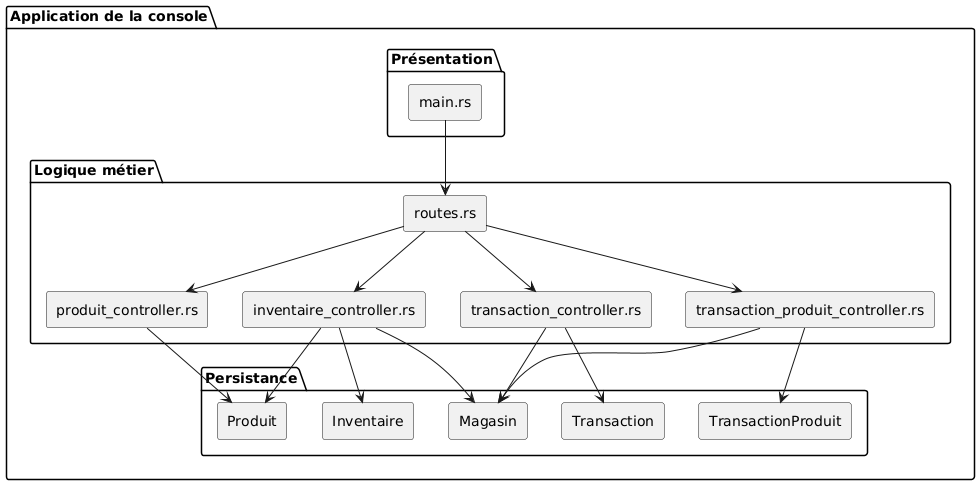 Application de la console
Présentation
main.rs
Logique métier
routes.rs
produit_controller.rs
inventaire_controller.rs
transaction_controller.rs
transaction_produit_controller.rs
Persistance
Produit
Inventaire
Magasin
Transaction
TransactionProduit